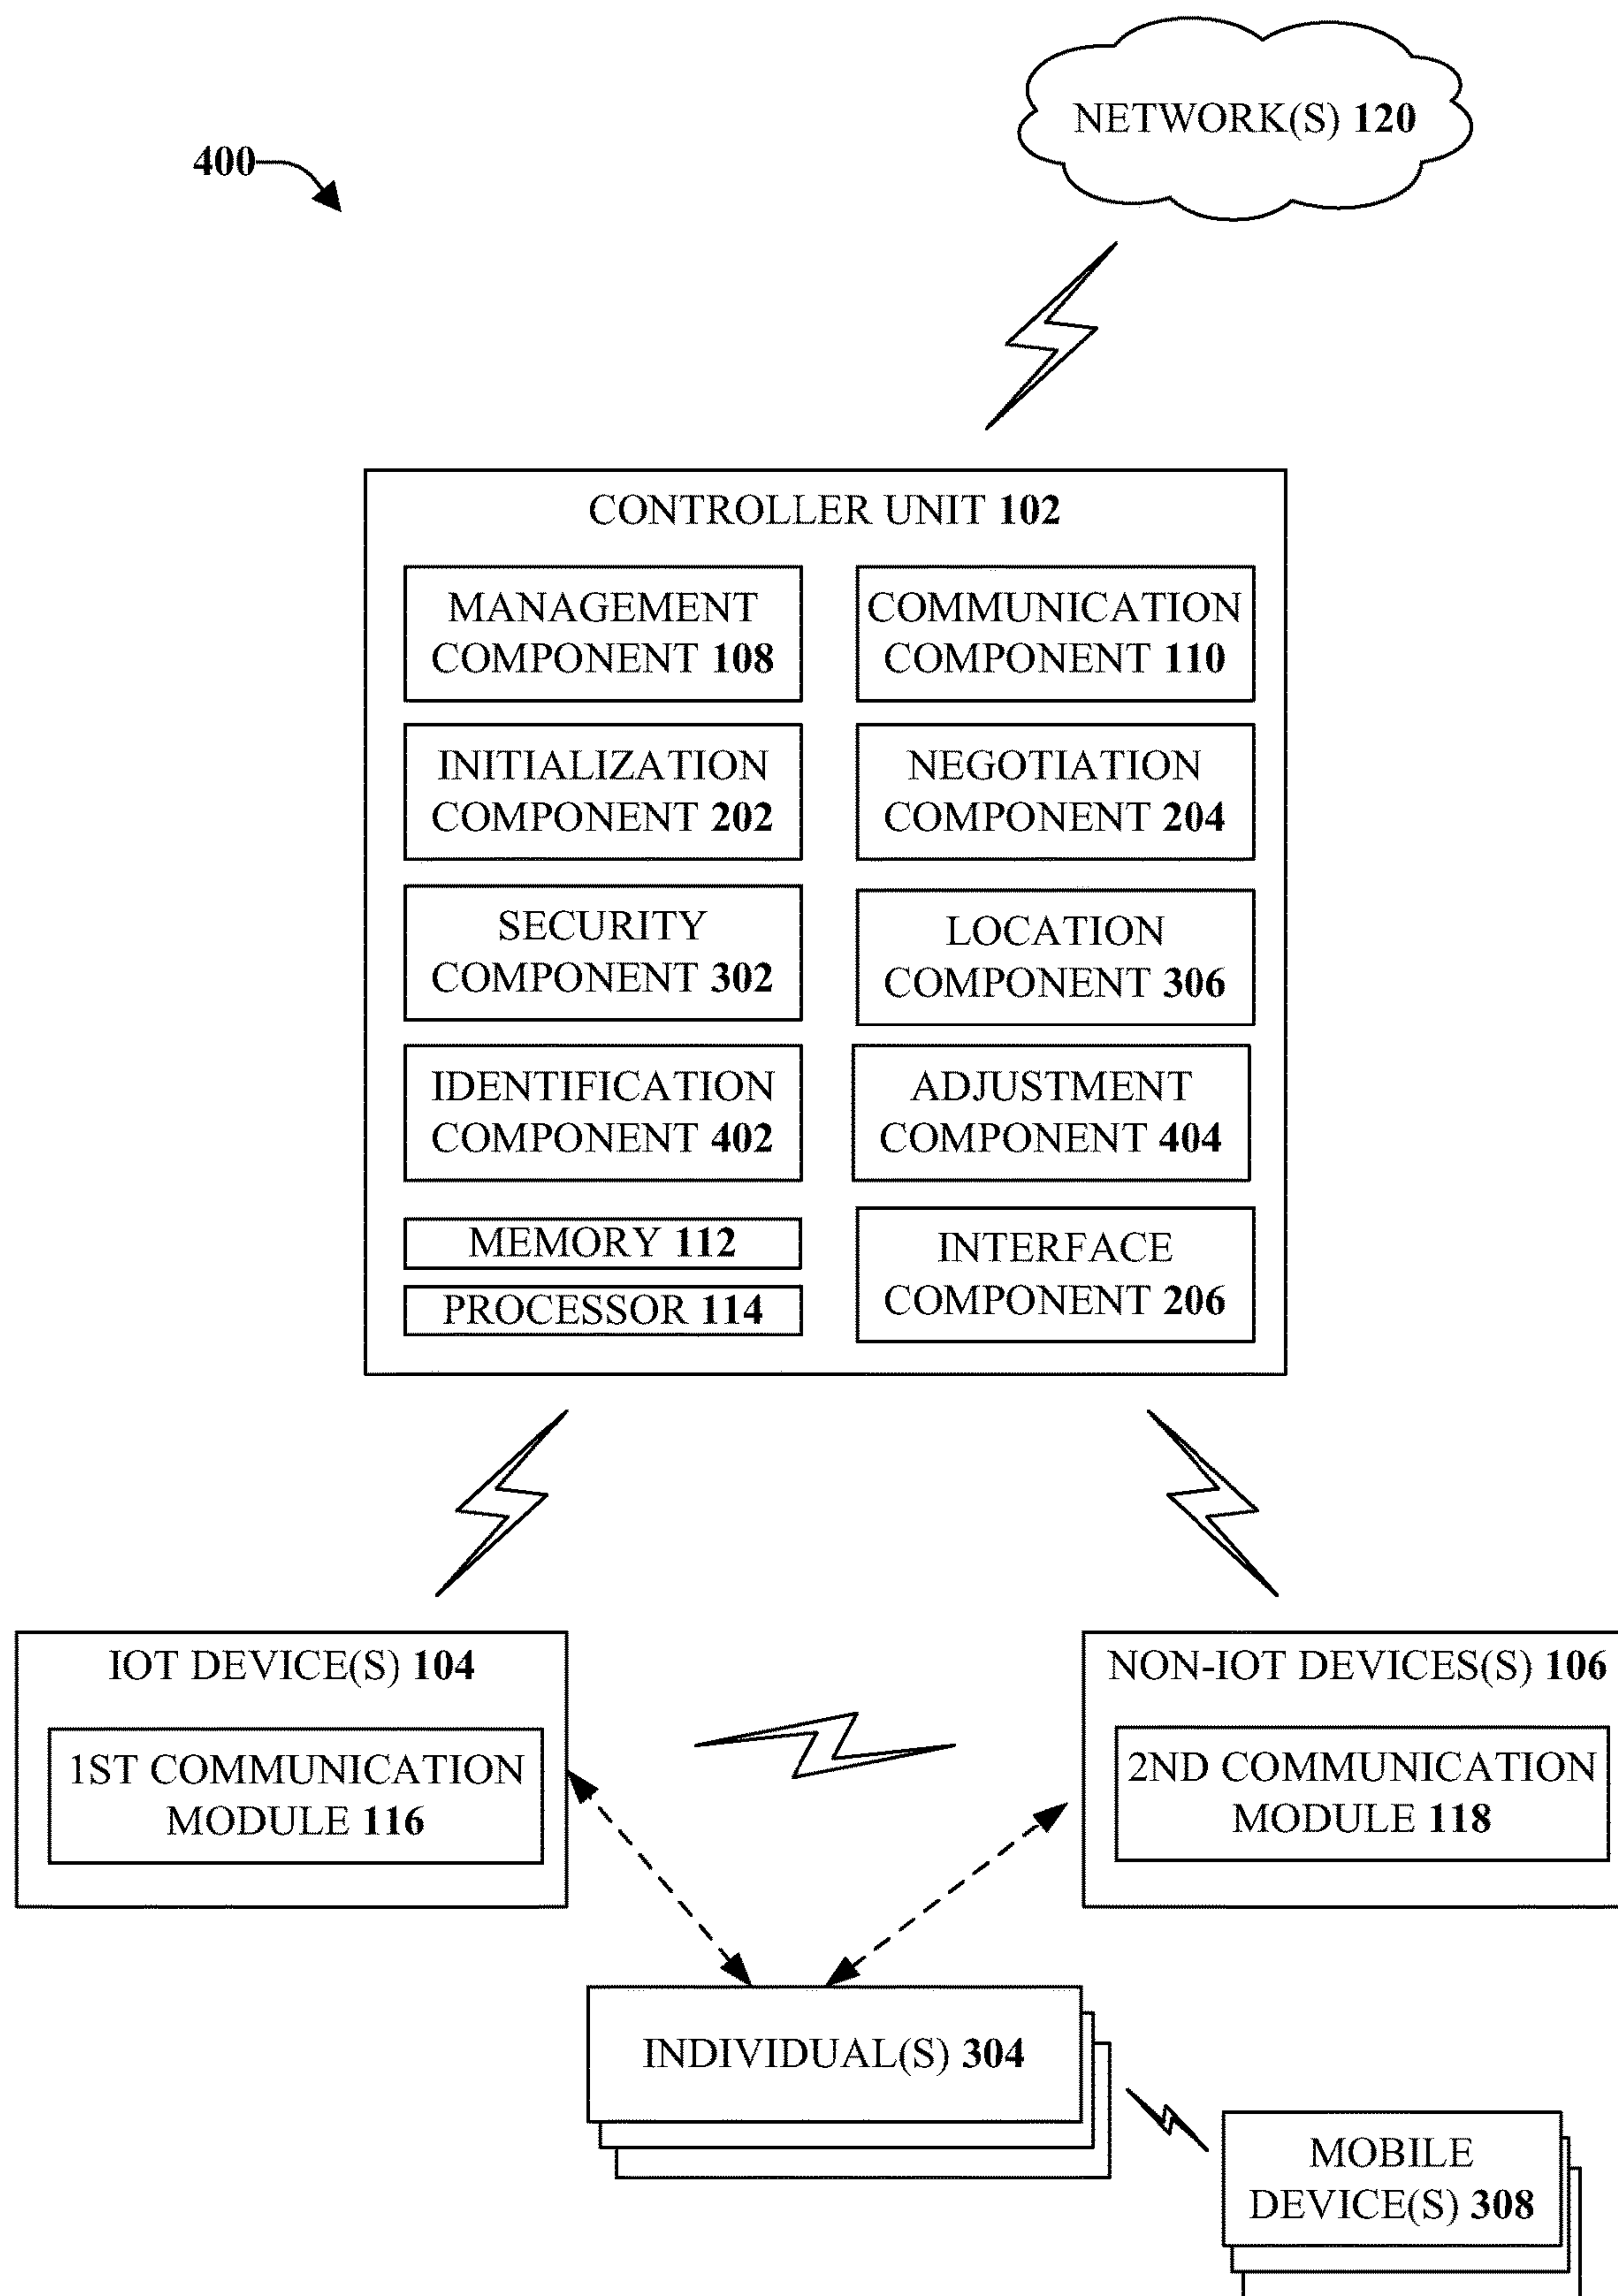 NETWORK(S) 120
400
CONTROLLER UNIT 102
MANAGEMENT
COMPONENT 108
COMMUNICATION
COMPONENT 110
INITIALIZATION
COMPONENT 202
NEGOTIATION
COMPONENT 204
SECURITY
COMPONENT 302
LOCATION
COMPONENT 306
IDENTIFICATION
COMPONENT 402
ADJUSTMENT
COMPONENT 404
MEMORY 112
PROCESSOR 114
INTERFACE
COMPONENT 206
IOT DEVICE(S) 104
1ST COMMUNICATION
MODULE 116
NON-IOT DEVICES(S) 106
2ND COMMUNICATION
MODULE 118
INDIVIDUAL(S) 304
MOBILE
DEVICE(S) 308